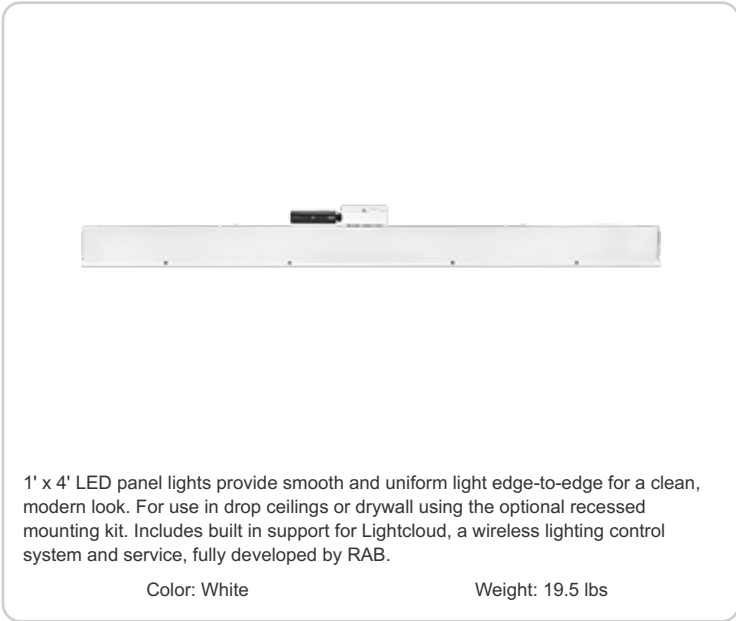 1' x 4' LED panel lights provide smooth and uniform light edge-to-edge for a clean,
modern look. For use in drop ceilings or drywall using the optional recessed
mounting kit. Includes built in support for Lightcloud, a wireless lighting control
system and service, fully developed by RAB.
Color: White Weight: 19.5 lbs